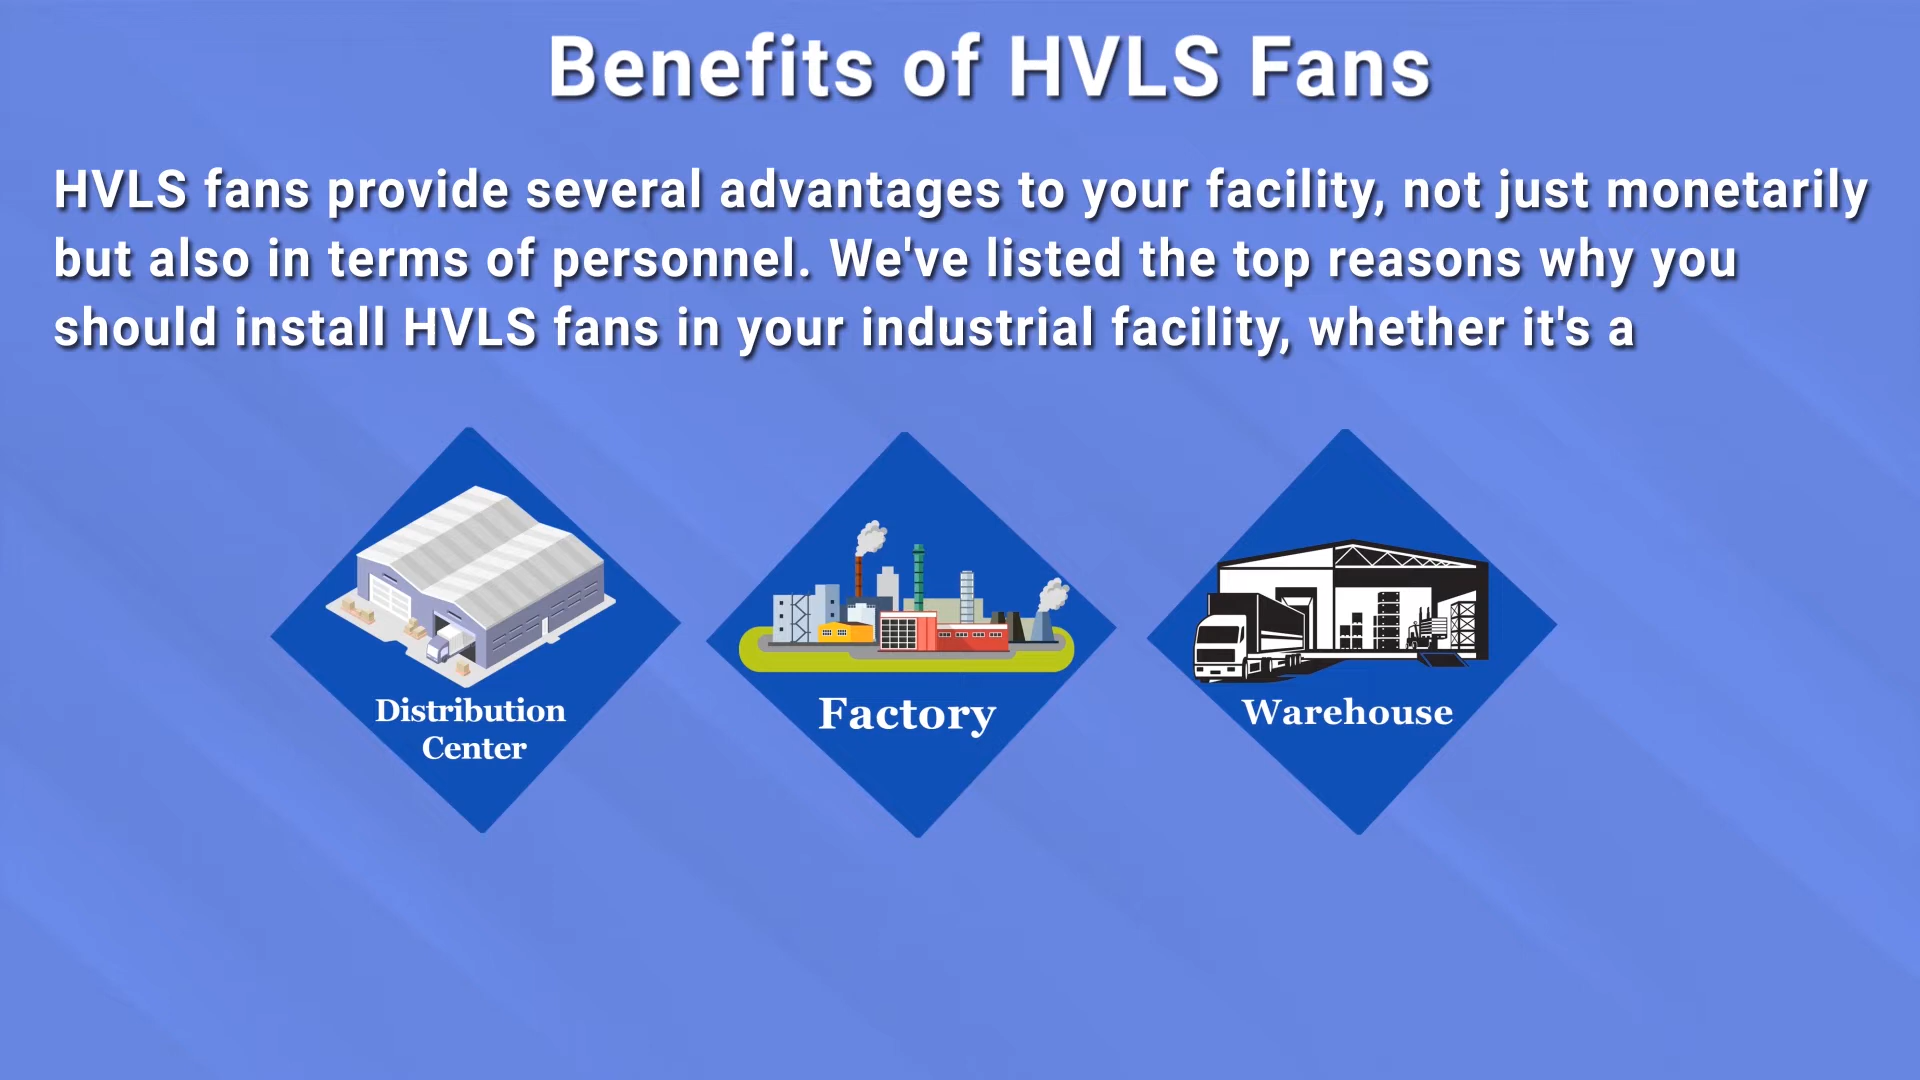 Benefits of HVLS Fans
HVLS fans provide several advantages to your facility, not just monetarily
but also in terms of personnel. We've listed the top reasons why you
should install HVLS fans in your industrial facility, whether it's a
Distribution
Center
Factory
Warehouse